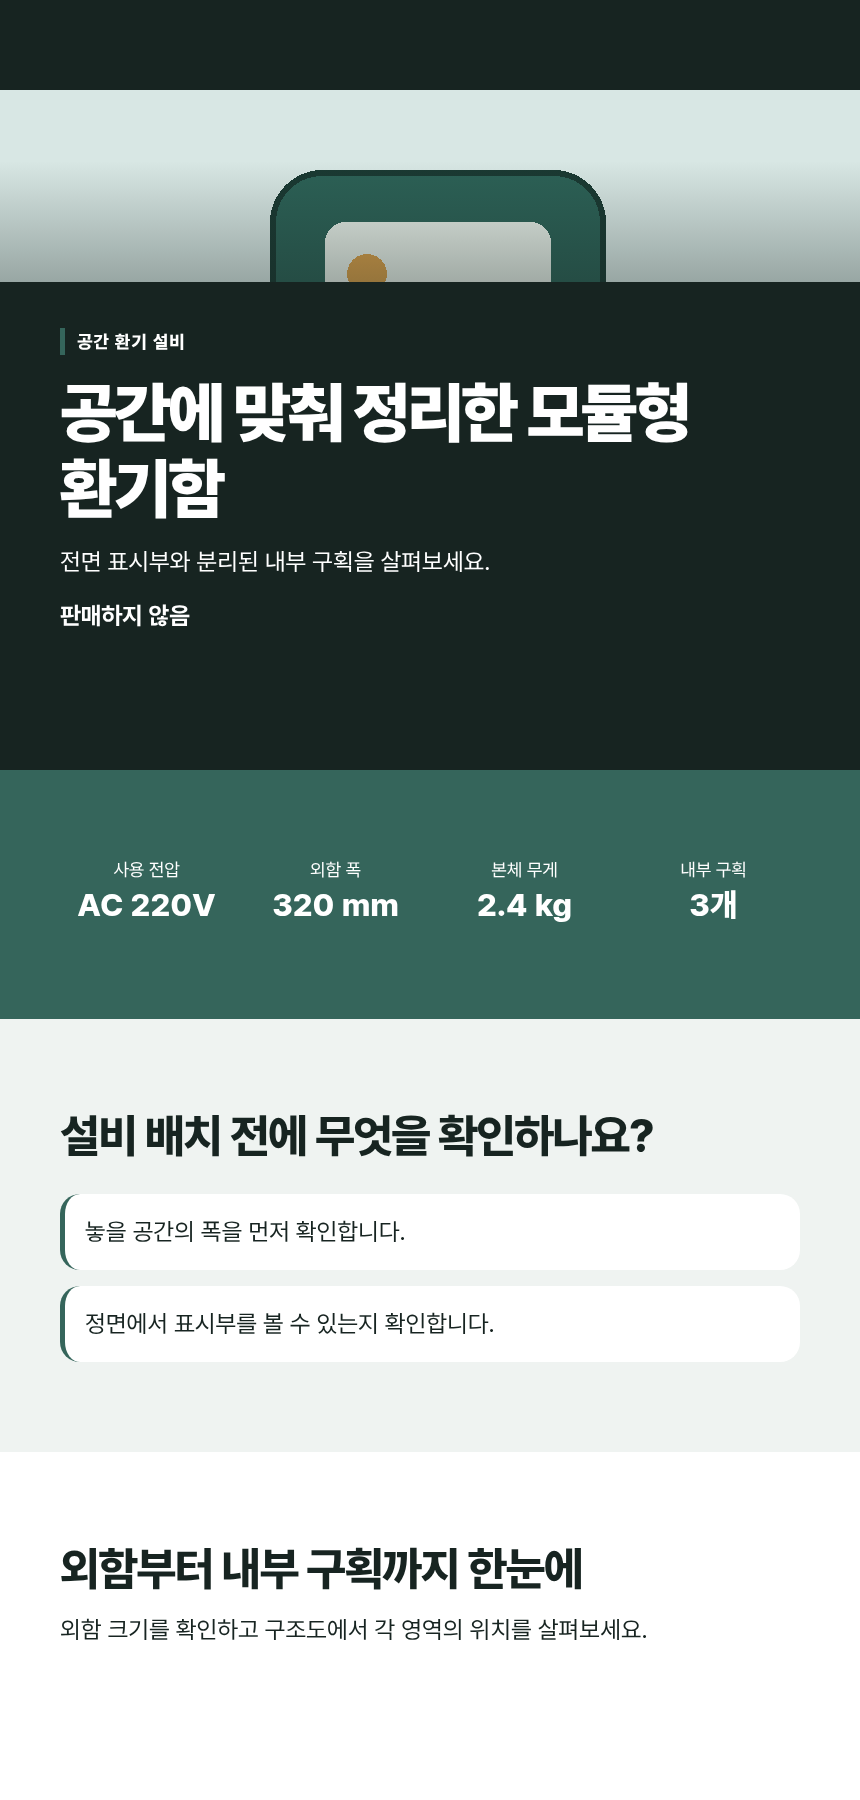 공간 환기 설비
공간에 맞춰 정리한 모듈형
환기함
전면 표시부와 분리된 내부 구획을 살펴보세요.
판매하지 않음
사용 전압
AC 220V
외함 폭
320 mm
본체 무게
2.4 kg
내부 구획
3개
설비 배치 전에 무엇을 확인하나요?
놓을 공간의 폭을 먼저 확인합니다.
정면에서 표시부를 볼 수 있는지 확인합니다.
외함부터 내부 구획까지 한눈에
외함 크기를 확인하고 구조도에서 각 영역의 위치를 살펴보세요.